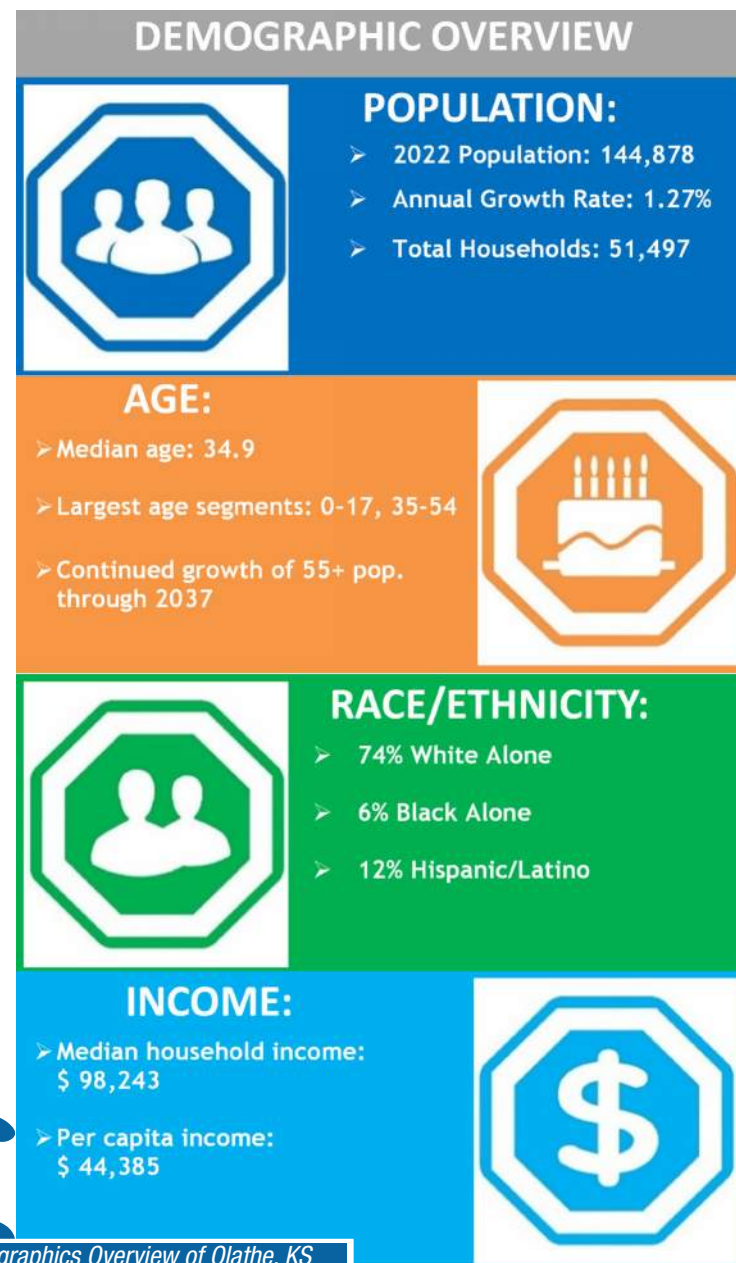 DEMOGRAPHIC OVERVIEW
POPULATION:
➢ 2022 Population: 144,878
➢ Annual Growth Rate: 1.27%
➢ Total Households: 51,497
AGE:
➢ Median age: 34.9
➢ Largest age segments: 0-17, 35-54
➢ Continued growth of 55+ pop.
through 2037
RACE/ETHNICITY:
➢ 74% White Alone
➢ 6% Black Alone
➢ 12% Hispanic/Latino
INCOME:
➢ Median household income:
$ 98,243
➢ Per capita income:
$ 44,385
Overview of Olathe, KS